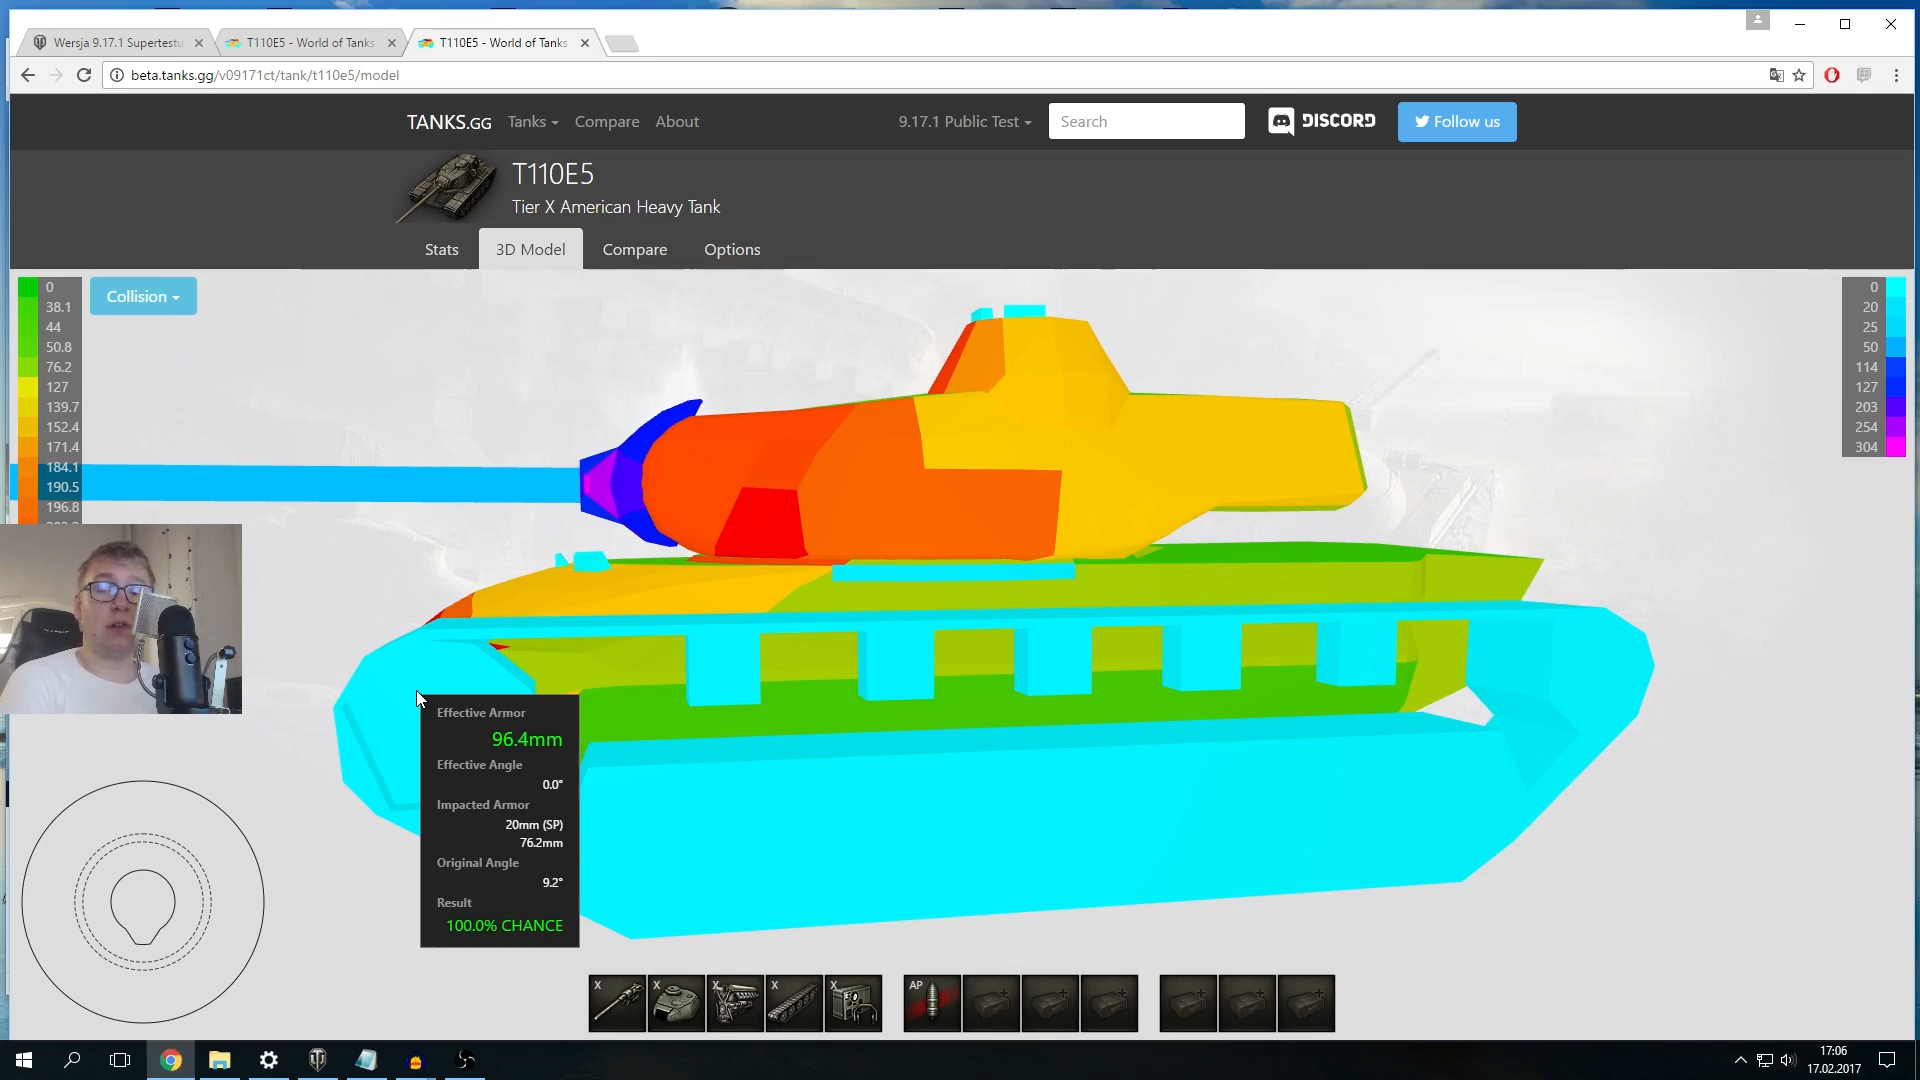 Wersja 9.17.1 Supertestu
T110E5 - World of Tanks
T110E5 - World of Tanks
beta.tanks.gg/v09171ct/tank/t110e5/model
TANKS.GG
Tanks
Compare
About
9.17.1 Public Test
Search
DISCORD
Follow us
T110E5
Tier X American Heavy Tank
Stats
3D Model
Compare
Options
Collision
0
38.1
44
50.8
76.2
127
139.7
152.4
171.4
184.1
190.5
196.8
0
20
25
50
114
127
203
254
304
Effective Armor
96.4mm
Effective Angle
0.0°
Impacted Armor
20mm (SP)
76.2mm
Original Angle
9.2°
Result
100.0% CHANCE
X
X
X
X
X
AP
17:06
17.02.2017